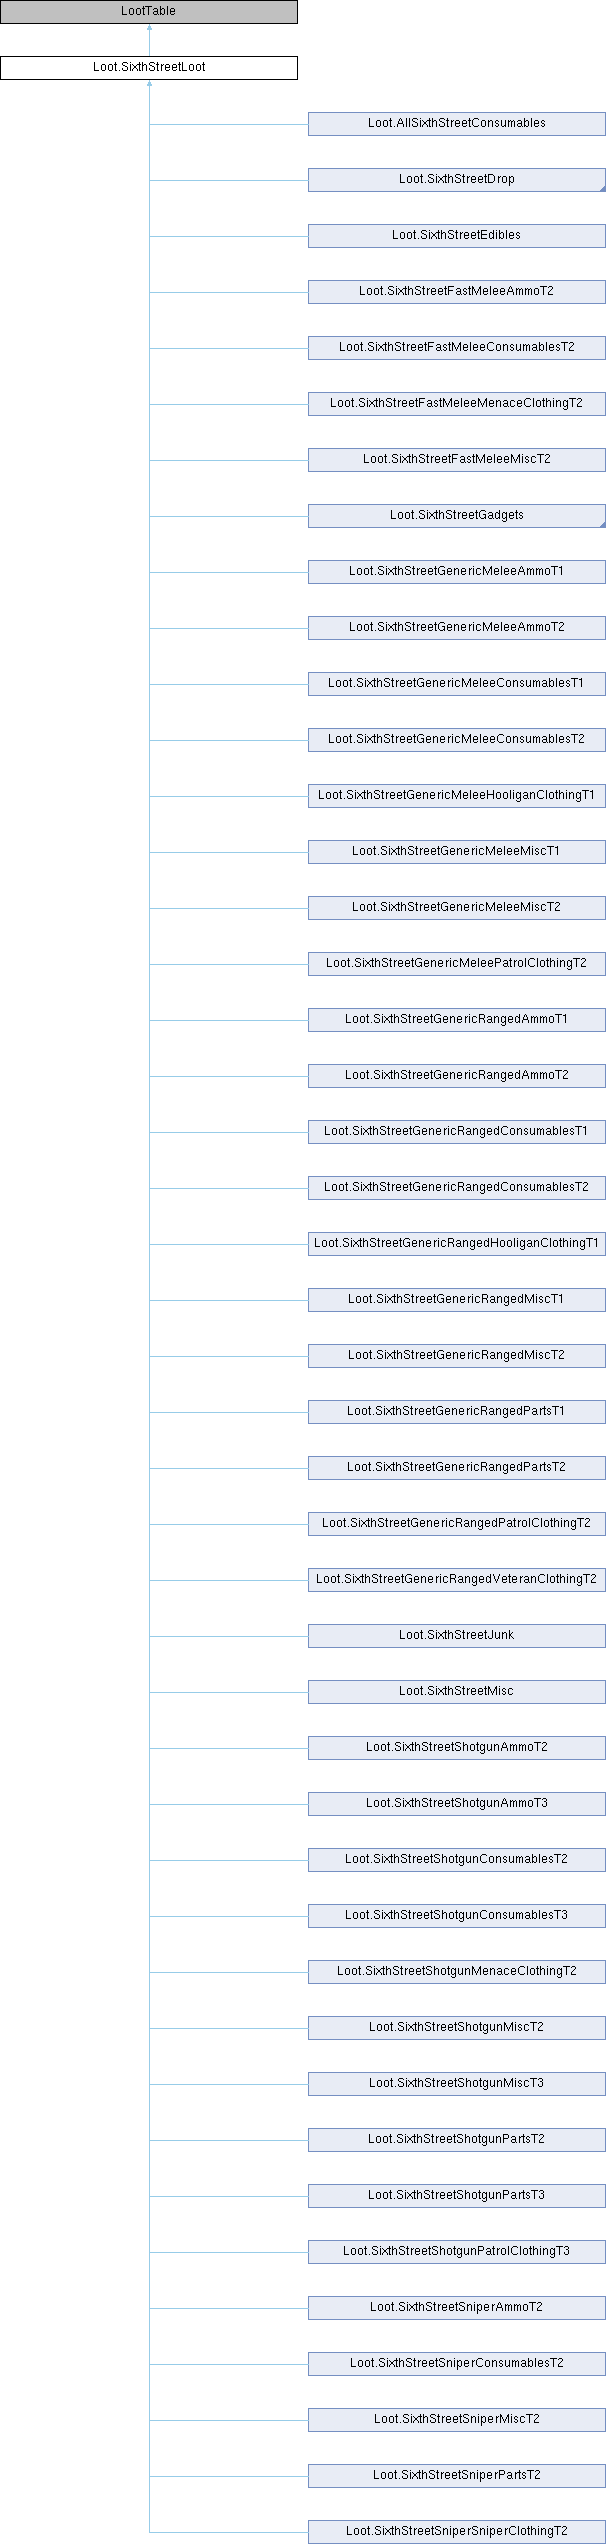 LootTable
Loot.SixthStreetLoot
Loot.AllSixthStreetConsumables
Loot.SixthStreetDrop
Loot.SixthStreetEdibles
Loot.SixthStreetFastMeleeAmmoT2
Loot.SixthStreetFastMeleeConsumablesT2
Loot.SixthStreetFastMeleeMenaceClothingT2
Loot.SixthStreetFastMeleeMiscT2
Loot.SixthStreetGadgets
Loot.SixthStreetGenericMeleeAmmoT1
Loot.SixthStreetGenericMeleeAmmoT2
Loot.SixthStreetGenericMeleeConsumablesT1
Loot.SixthStreetGenericMeleeConsumablesT2
Loot.SixthStreetGenericMeleeHooliganClothingT1
Loot.SixthStreetGenericMeleeMiscT1
Loot.SixthStreetGenericMeleeMiscT2
Loot.SixthStreetGenericMeleePatrolClothingT2
Loot.SixthStreetGenericRangedAmmoT1
Loot.SixthStreetGenericRangedAmmoT2
Loot.SixthStreetGenericRangedConsumablesT1
Loot.SixthStreetGenericRangedConsumablesT2
Loot.SixthStreetGenericRangedHooliganClothingT1
Loot.SixthStreetGenericRangedMiscT1
Loot.SixthStreetGenericRangedMiscT2
Loot.SixthStreetGenericRangedPartsT1
Loot.SixthStreetGenericRangedPartsT2
Loot.SixthStreetGenericRangedPatrolClothingT2
Loot.SixthStreetGenericRangedVeteranClothingT2
Loot.SixthStreetJunk
Loot.SixthStreetMisc
Loot.SixthStreetShotgunAmmoT2
Loot.SixthStreetShotgunAmmoT3
Loot.SixthStreetShotgunConsumablesT2
Loot.SixthStreetShotgunConsumablesT3
Loot.SixthStreetShotgunMenaceClothingT2
Loot.SixthStreetShotgunMiscT2
Loot.SixthStreetShotgunMiscT3
Loot.SixthStreetShotgunPartsT2
Loot.SixthStreetShotgunPartsT3
Loot.SixthStreetShotgunPatrolClothingT3
Loot.SixthStreetSniperAmmoT2
Loot.SixthStreetSniperConsumablesT2
Loot.SixthStreetSniperMiscT2
Loot.SixthStreetSniperPartsT2
Loot.SixthStreetSniperSniperClothingT2